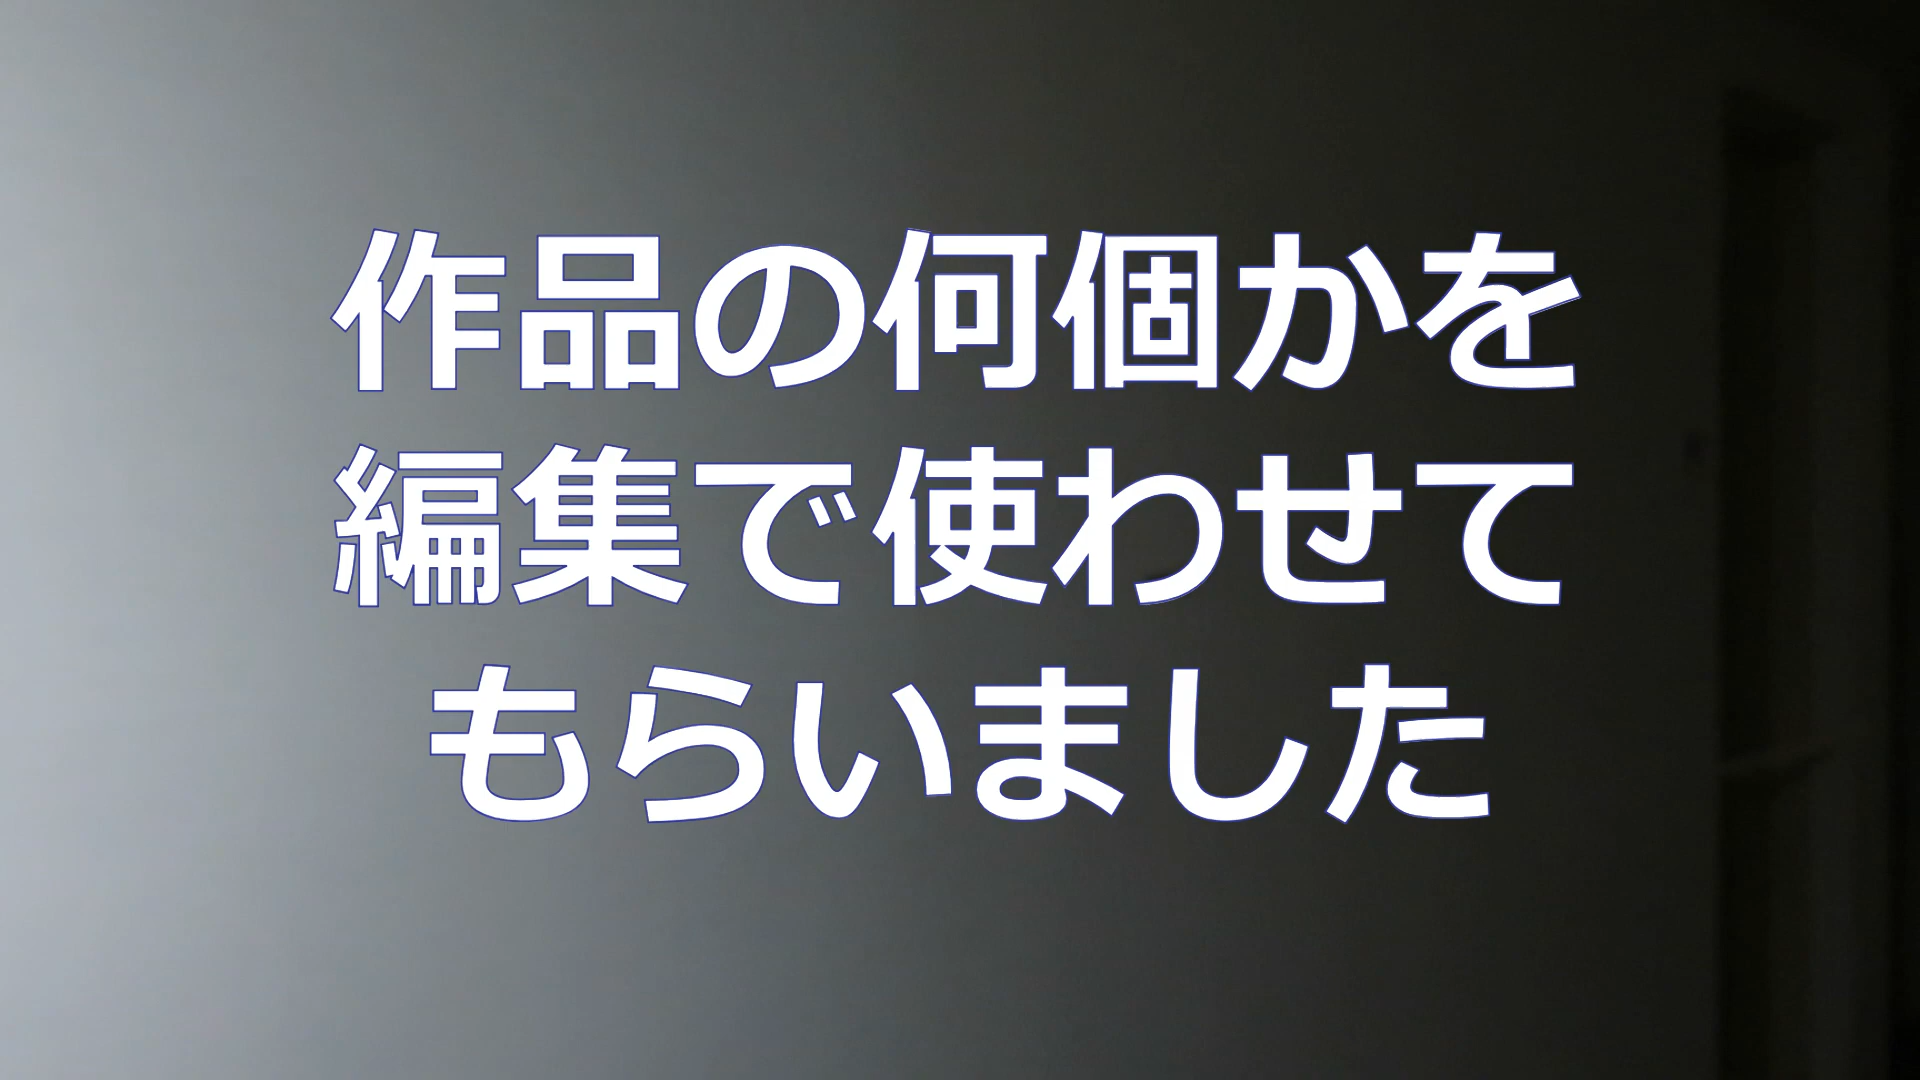 作品の何個かを
編集で使わせて
もらいました